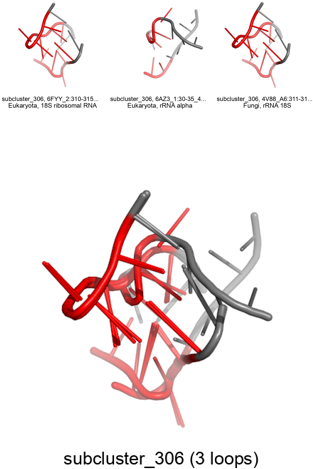 subcluster_306, 6FYY_2:310-315...
Eukaryota, 18S ribosomal RNA
subcluster_306, 6AZ3_1:30-35_4...
Eukaryota, rRNA alpha
subcluster_306, 4V88_A6:311-31...
Fungi, rRNA 18S
subcluster_306 (3 loops)